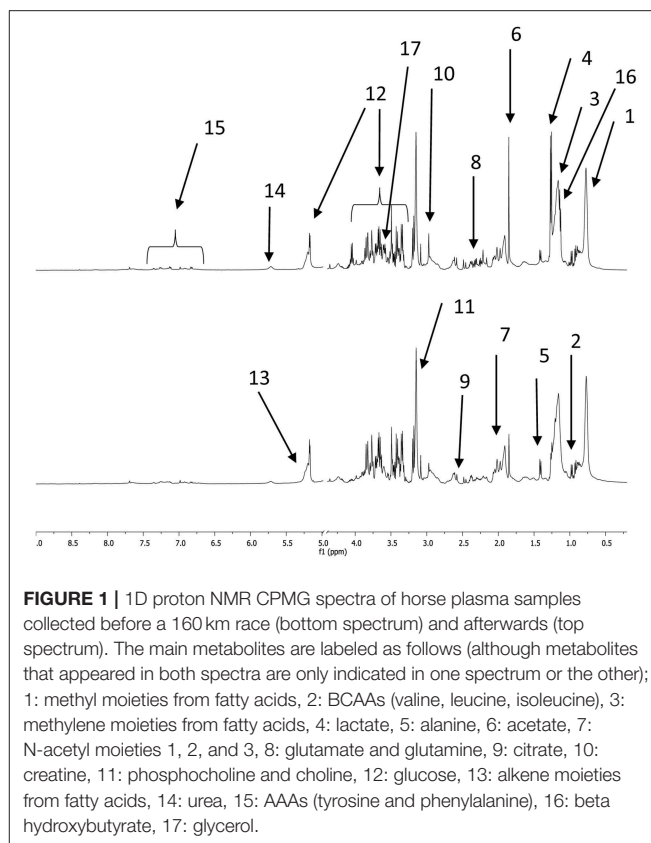 6
17
4
10
16
12
3
15
1
8
14
11
7
2
5
13
9
.0 8.5 8.0 7.5 7.0 6.5 6.0 5.5 5.0 4.0 3.5 3.0 2.5 2.0 1.5 1.0 0.5
f1 (ppm)
FIGURE 1 | 1D proton NMR CPMG spectra of horse plasma samples
collected before a 160 km race (bottom spectrum) and afterwards (top
spectrum). The main metabolites are labeled as follows (although metabolites
that appeared in both spectra are only indicated in one spectrum or the other);
1: methyl moieties from fatty acids, 2: BCAAs (valine, leucine, isoleucine), 3:
methylene moieties from fatty acids, 4: lactate, 5: alanine, 6: acetate, 7:
N-acetyl moieties 1, 2, and 3, 8: glutamate and glutamine, 9: citrate, 10:
creatine, 11: phosphocholine and choline, 12: glucose, 13: alkene moieties
from fatty acids, 14: urea, 15: AAAs (tyrosine and phenylalanine), 16: beta
hydroxybutyrate, 17: glycerol.